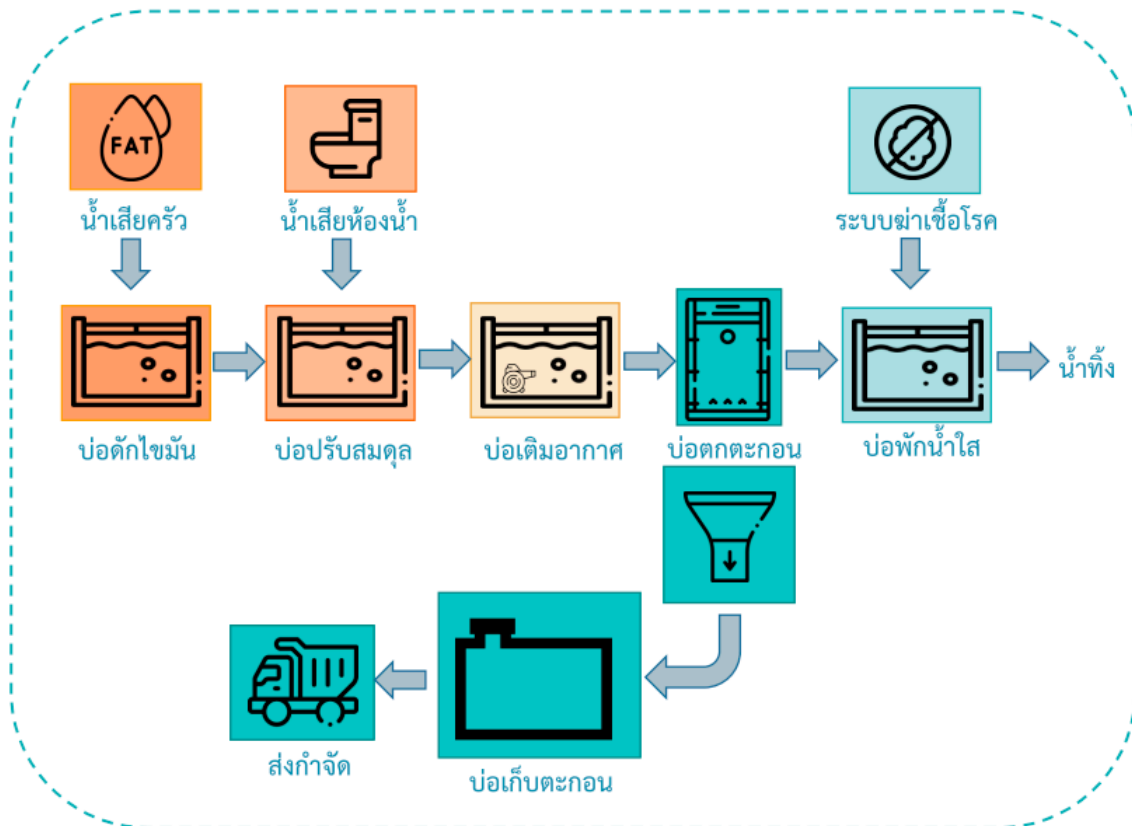 FAT
น้ำเสียครัว
น้ำเสียห้องน้ำ
ระบบฆ่าเชื้อโรค
บ่อดักไขมัน
บ่อปรับสมดุล
บ่อเติมอากาศ
บ่อตกตะกอน
บ่อพักน้ำใส
น้ำทิ้ง
ส่งกำจัด
บ่อเก็บตะกอน